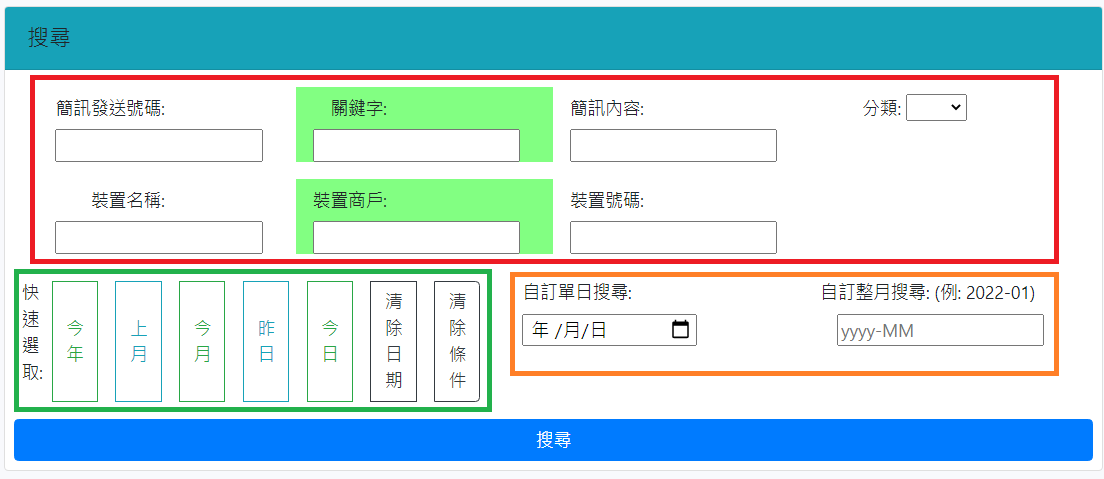 搜尋
簡訊發送號碼: 關鍵字: 簡訊內容: 分類:
裝置名稱: 裝置商戶: 裝置號碼:
快速選取: 今年 上月 今月 昨日 今日 清除日期 清除條件
自訂單日搜尋: 自訂整月搜尋: (例: 2022-01)
年 /月/日 yyyy-MM
搜尋